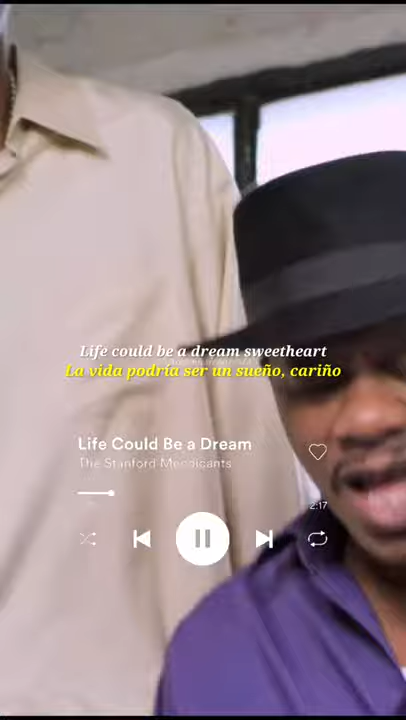 Life could be a dream sweetheart
La vida podría ser un sueño, cariño
Life Could Be a Dream
The Stanford Mendicants
2:17